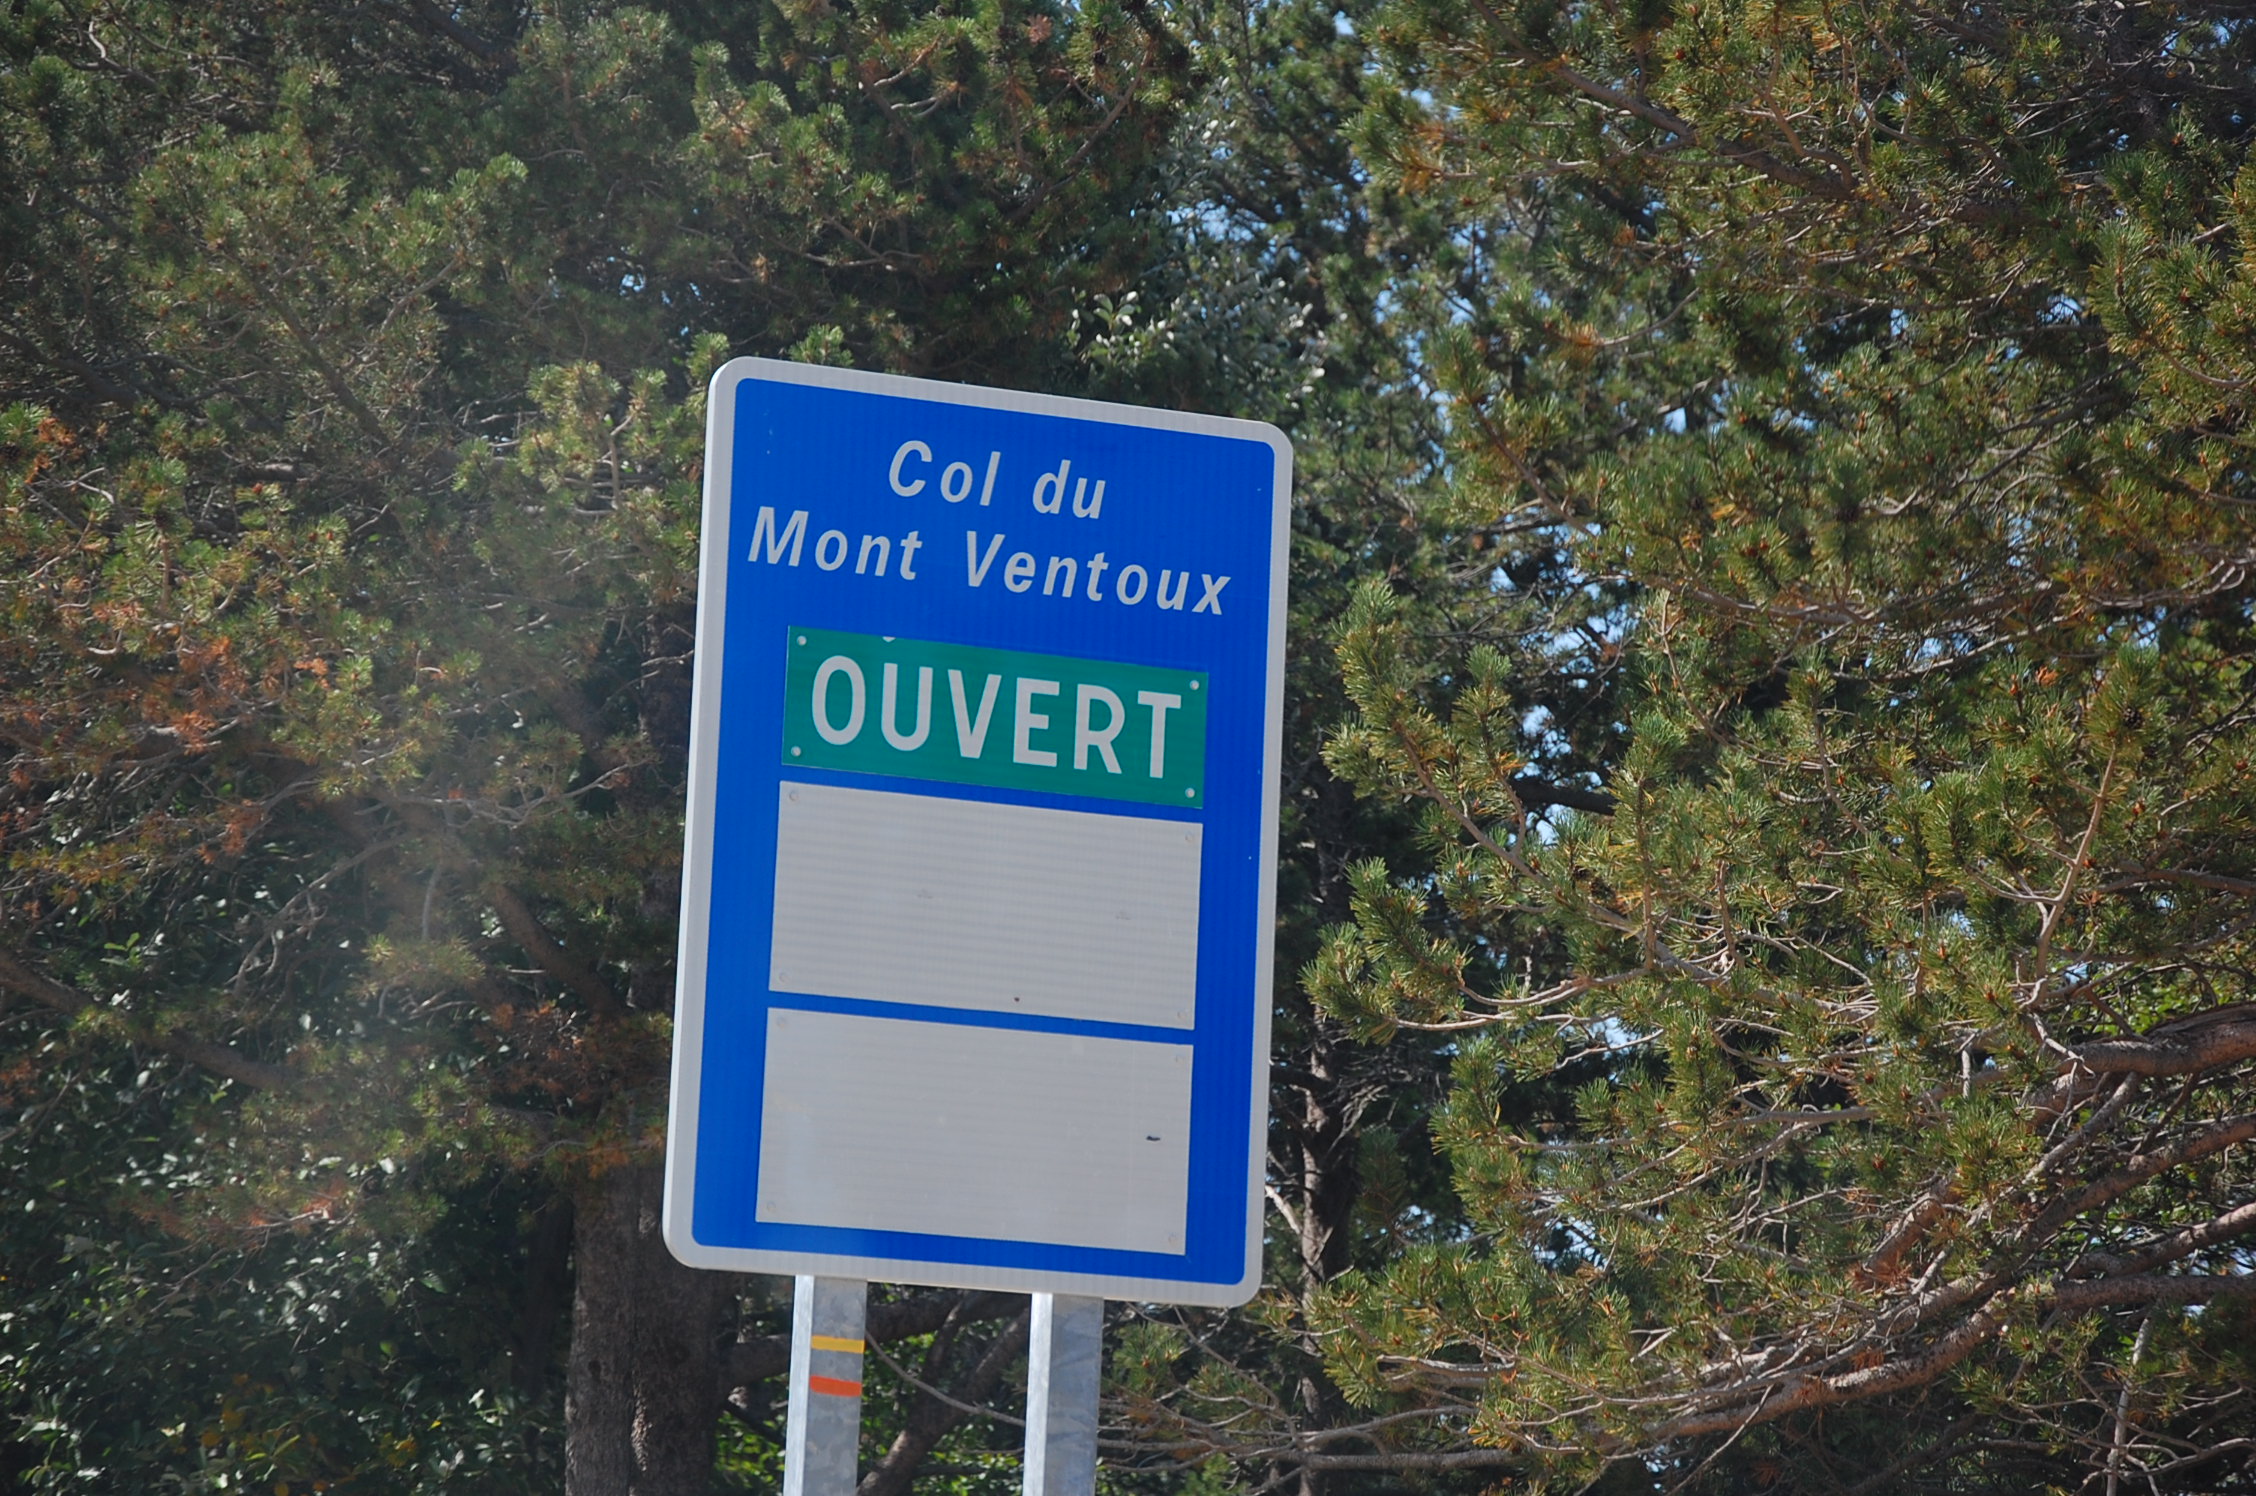 Col du
Mont Ventoux
OUVERT